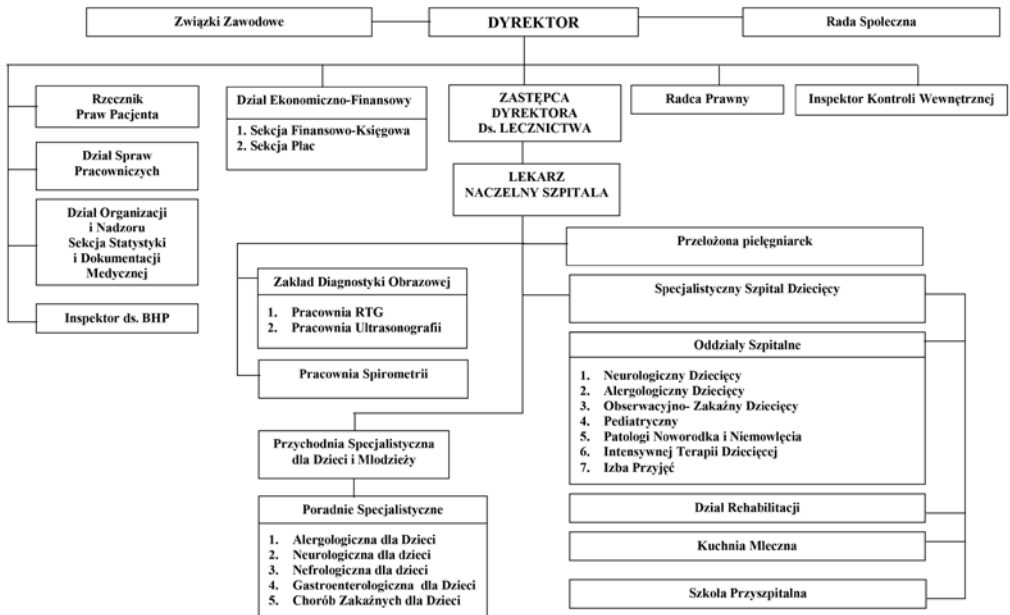 Związki Zawodowe
DYREKTOR
Rada Społeczna
Rzecznik
Praw Pacjenta
Dział Ekonomiczno-Finansowy
1. Sekcja Finansowo-Księgowa
2. Sekcja Płac
ZASTĘPCA
DYREKTORA
Ds. LECZNICTWA
Radca Prawny
Inspektor Kontroli Wewnętrznej
Dział Spraw
Pracowniczych
LEKARZ
NACZELNY SZPITALA
Dział Organizacji
i Nadzoru
Sekcja Statystyki
i Dokumentacji
Medycznej
Inspektor ds. BHP
Przełożona pielęgniarek
Zakład Diagnostyki Obrazowej
1. Pracownia RTG
2. Pracownia Ultrasonografii
Specjalistyczny Szpital Dziecięcy
Pracownia Spirometrii
Oddziały Szpitalne
1. Neurologiczny Dziecięcy
2. Alergologiczny Dziecięcy
3. Obserwacyjno- Zakaźny Dziecięcy
4. Pediatryczny
5. Patologi Noworodka i Niemowlęcia
6. Intensywnej Terapii Dziecięcej
7. Izba Przyjęć
Przychodnia Specjalistyczna
dla Dzieci i Młodzieży
Poradnie Specjalistyczne
1. Alergologiczna dla Dzieci
2. Neurologiczna dla dzieci
3. Nefrologiczna dla dzieci
4. Gastroenterologiczna dla Dzieci
5. Chorób Zakaźnych dla Dzieci
Dział Rehabilitacji
Kuchnia Mleczna
Szkoła Przyszpitalna